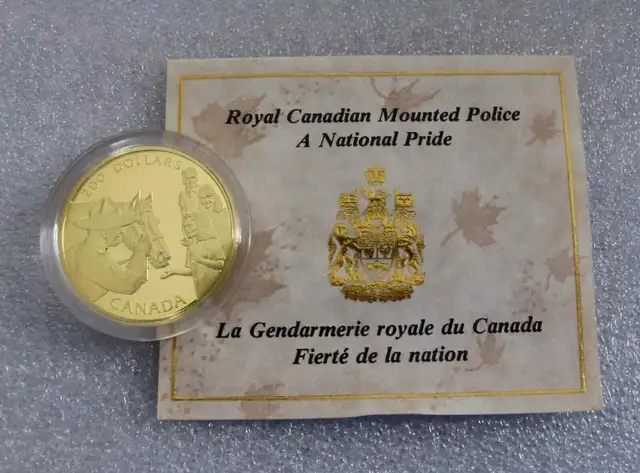 Royal Canadian Mounted Police
A National Pride
La Gendarmerie royale du Canada
Fierté de la nation
200 DOLLARS
CANADA